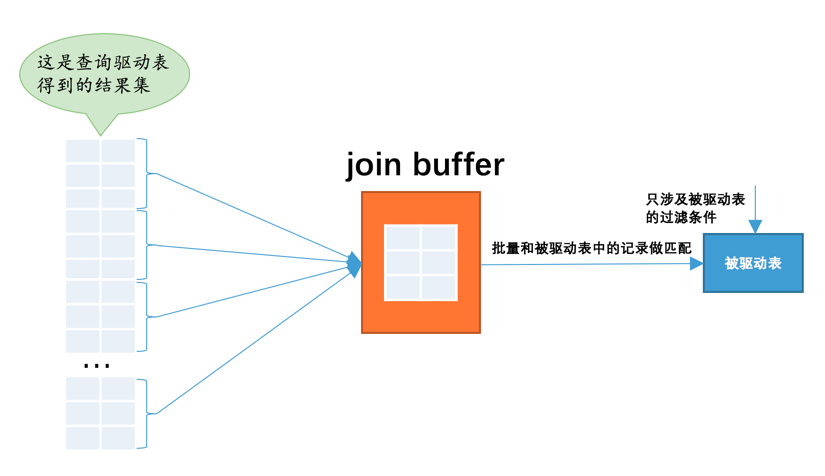 这是查询驱动表
得到的结果集
join buffer
只涉及被驱动表
的过滤条件
批量和被驱动表中的记录做匹配
被驱动表
...